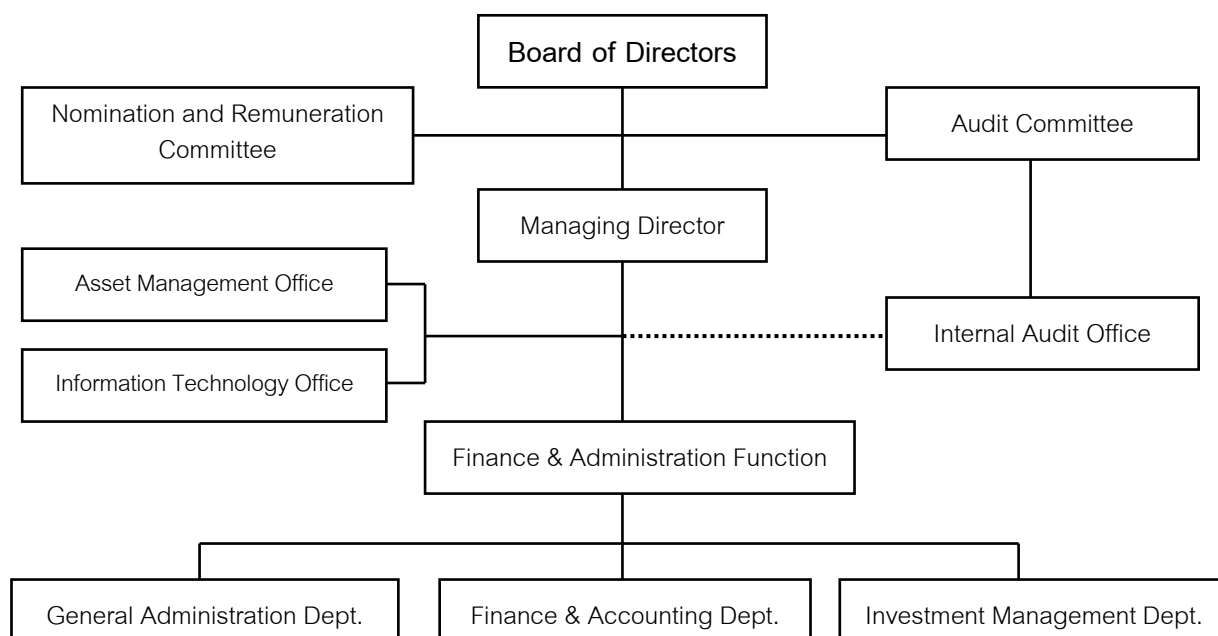 Board of Directors
Nomination and Remuneration
Committee
Audit Committee
Managing Director
Asset Management Office
Internal Audit Office
Information Technology Office
Finance & Administration Function
General Administration Dept.
Finance & Accounting Dept.
Investment Management Dept.